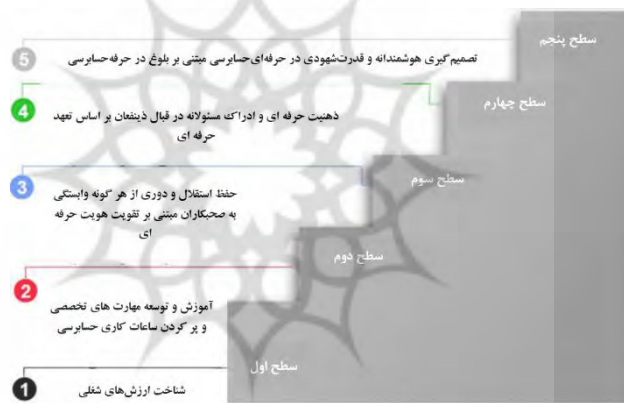 سطح پنجم
5
تصمیم‌گیری هوشمندانه و قدرت‌شهودی در حرفه‌ای‌حسابرسی مبتنی بر بلوغ در حرفه‌حسابرسی
سطح چهارم
4
ذهنیت حرفه ای و ادراک مسئولانه در قبال ذینفعان بر اساس تعهد
حرفه ای
سطح سوم
3
حفظ استقلال و دوری از هر گونه وابستگی
به صحبکاران مبتنی بر تقویت هویت حرفه
ای
سطح دوم
2
آموزش و توسعه مهارت های تخصصی
و پر کردن ساعات کاری حسابرسی
سطح اول
1
شناخت ارزش‌های شغلی